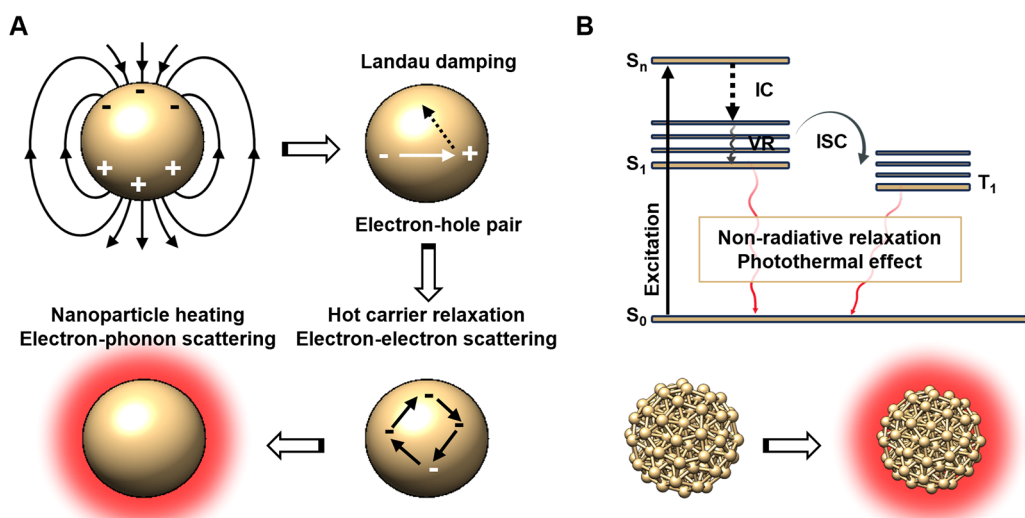 A
Landau damping
Electron-hole pair
Nanoparticle heating
Electron-phonon scattering
Hot carrier relaxation
Electron-electron scattering
B
Sn
IC
VR
ISC
S1
T1
Excitation
Non-radiative relaxation
Photothermal effect
S0